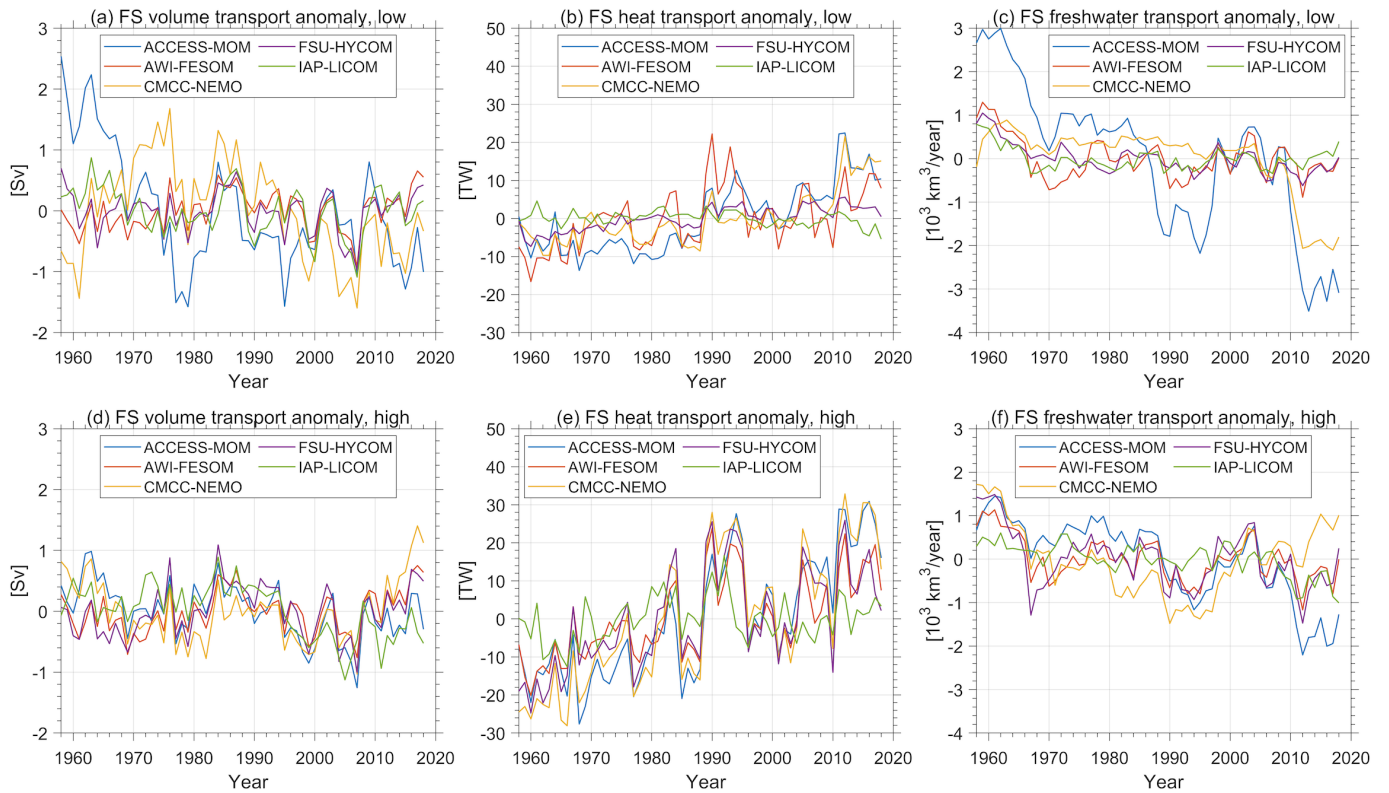 (a) FS volume transport anomaly, low
3
2
1
0
-1
-2
[Sv]
ACCESS-MOM
AWI-FESOM
CMCC-NEMO
FSU-HYCOM
IAP-LICOM
1960 1970 1980 1990 2000 2010 2020
Year
(b) FS heat transport anomaly, low
50
40
30
20
10
0
-10
-20
-30
[TW]
ACCESS-MOM
AWI-FESOM
CMCC-NEMO
FSU-HYCOM
IAP-LICOM
1960 1970 1980 1990 2000 2010 2020
Year
(c) FS freshwater transport anomaly, low
3
2
1
0
-1
-2
-3
-4
[10³ km³/year]
ACCESS-MOM
AWI-FESOM
CMCC-NEMO
FSU-HYCOM
IAP-LICOM
1960 1970 1980 1990 2000 2010 2020
Year
(d) FS volume transport anomaly, high
3
2
1
0
-1
-2
[Sv]
ACCESS-MOM
AWI-FESOM
CMCC-NEMO
FSU-HYCOM
IAP-LICOM
1960 1970 1980 1990 2000 2010 2020
Year
(e) FS heat transport anomaly, high
50
40
30
20
10
0
-10
-20
-30
[TW]
ACCESS-MOM
AWI-FESOM
CMCC-NEMO
FSU-HYCOM
IAP-LICOM
1960 1970 1980 1990 2000 2010 2020
Year
(f) FS freshwater transport anomaly, high
3
2
1
0
-1
-2
-3
-4
[10³ km³/year]
ACCESS-MOM
AWI-FESOM
CMCC-NEMO
FSU-HYCOM
IAP-LICOM
1960 1970 1980 1990 2000 2010 2020
Year